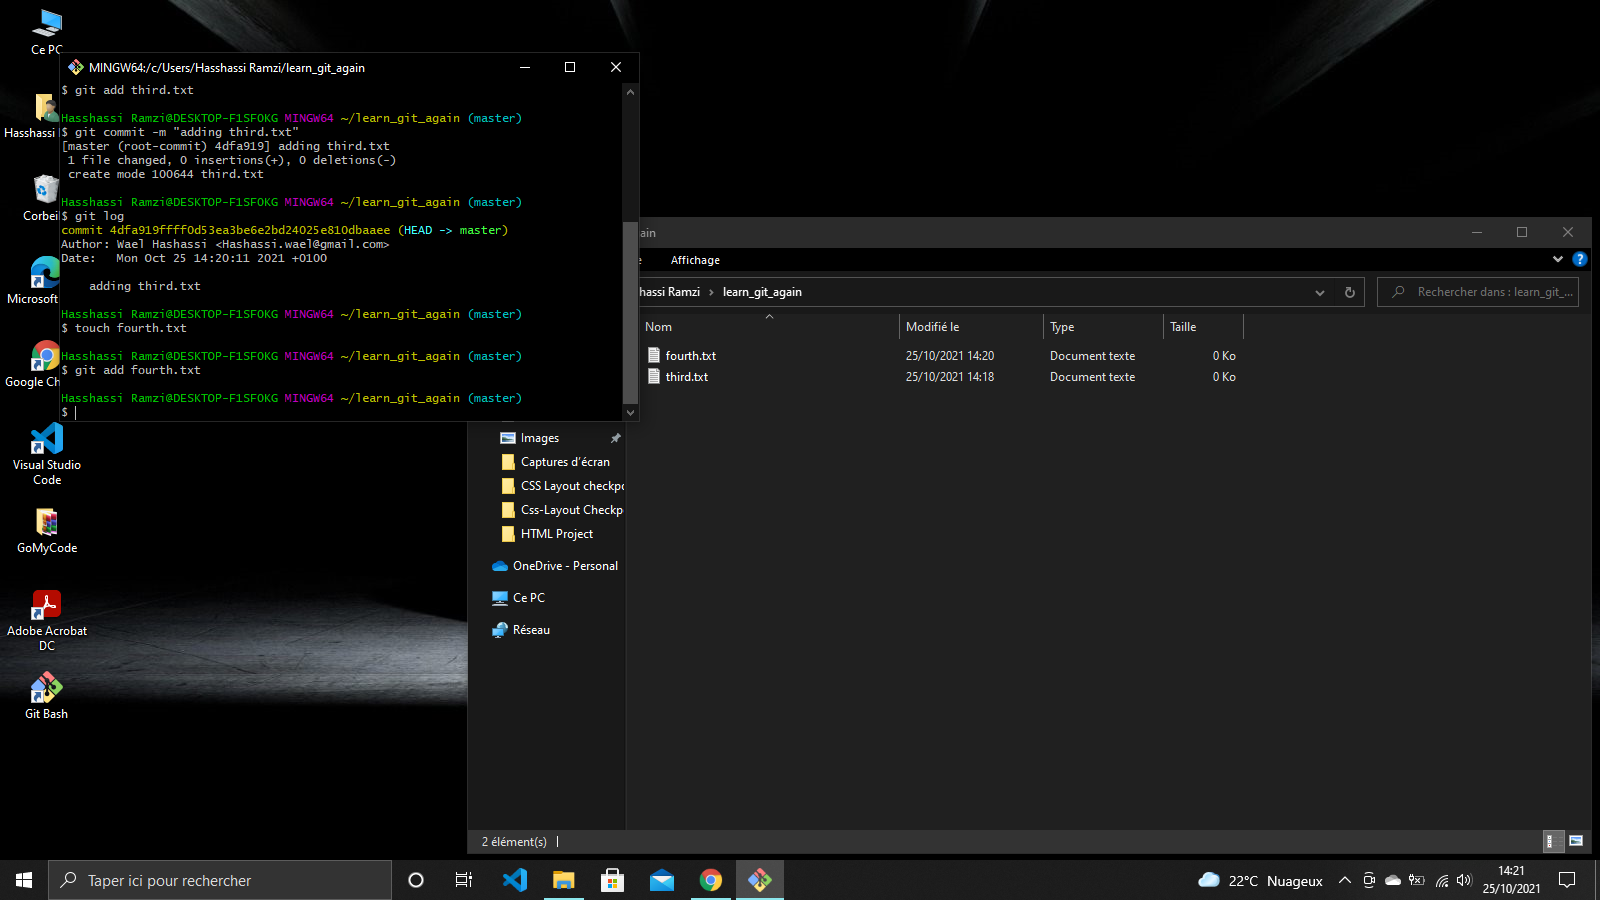 Ce PC
Hasshassi
Corbeil
Microsoft
Google Ch
Visual Studio
Code
GoMyCode
Adobe Acrobat
DC
Git Bash
MINGW64:/c/Users/Hasshassi Ramzi/learn_git_again
$ git add third.txt
Hasshassi Ramzi@DESKTOP-F1SF0KG MINGW64 ~/learn_git_again (master)
$ git commit -m "adding third.txt"
[master (root-commit) 4dfa919] adding third.txt
1 file changed, 0 insertions(+), 0 deletions(-)
create mode 100644 third.txt
Hasshassi Ramzi@DESKTOP-F1SF0KG MINGW64 ~/learn_git_again (master)
$ git log
commit 4dfa919ffff0d53ea3be6e2bd24025e810dbaaee (HEAD -> master)
Author: Wael Hashassi <Hashassi.wael@gmail.com>
Date:   Mon Oct 25 14:20:11 2021 +0100
adding third.txt
Hasshassi Ramzi@DESKTOP-F1SF0KG MINGW64 ~/learn_git_again (master)
$ touch fourth.txt
Hasshassi Ramzi@DESKTOP-F1SF0KG MINGW64 ~/learn_git_again (master)
$ git add fourth.txt
Hasshassi Ramzi@DESKTOP-F1SF0KG MINGW64 ~/learn_git_again (master)
$
ain
Affichage
hassi Ramzi > learn_git_again
Rechercher dans : learn_git_...
Nom Modifié le Type Taille
fourth.txt 25/10/2021 14:20 Document texte 0 Ko
third.txt 25/10/2021 14:18 Document texte 0 Ko
Images
Captures d'écran
CSS Layout checkpo
Css-Layout Checkp
HTML Project
OneDrive - Personal
Ce PC
Réseau
2 élément(s)
Taper ici pour rechercher
22°C Nuageux
14:21
25/10/2021